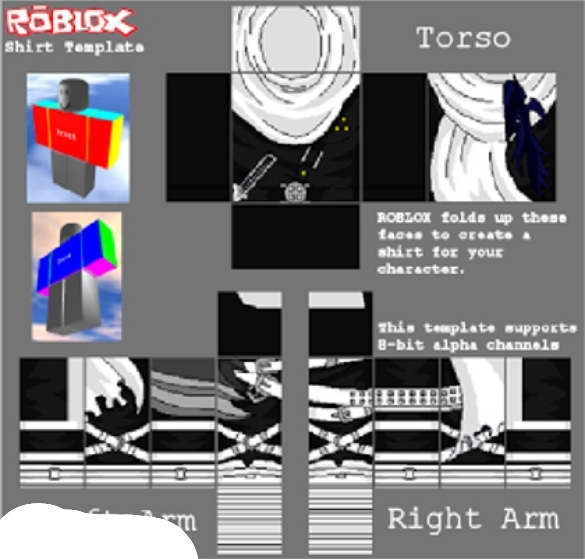 ROBLOX
Shirt Template
Torso
ROBLOX folds up these
faces to create a
shirt for your
character.
This template supports
8-bit alpha channels
Arm
Right Arm